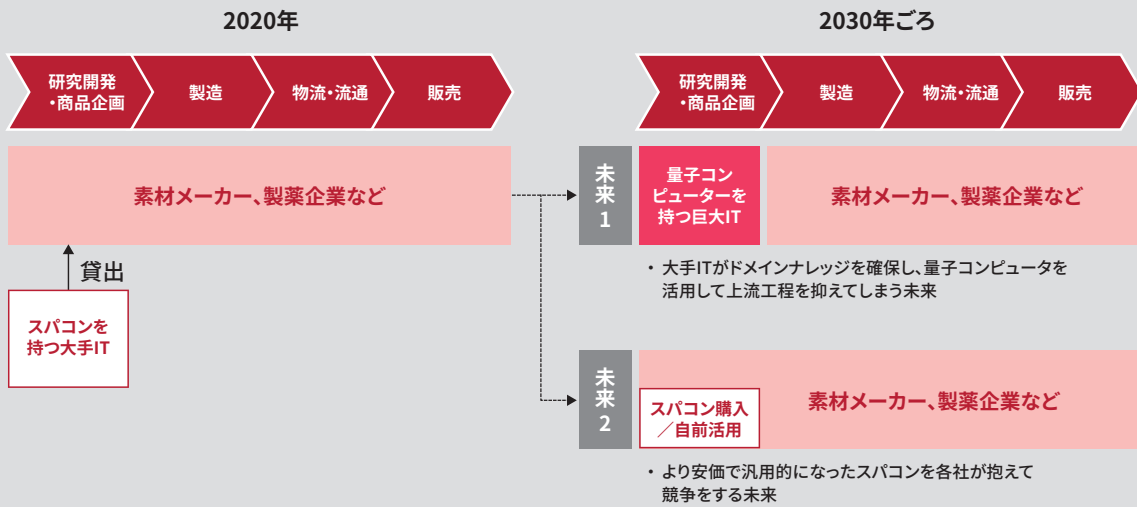 2020年
研究開発
・商品企画
製造
物流・流通
販売
素材メーカー、製薬企業など
貸出
スパコンを
持つ大手IT
2030年ごろ
研究開発
・商品企画
製造
物流・流通
販売
未来1
量子コン
ピューターを
持つ巨大IT
素材メーカー、製薬企業など
・ 大手ITがドメインナレッジを確保し、量子コンピュータを
活用して上流工程を抑えてしまう未来
未来2
スパコン購入
／自前活用
素材メーカー、製薬企業など
・ より安価で汎用的になったスパコンを各社が抱えて
競争をする未来